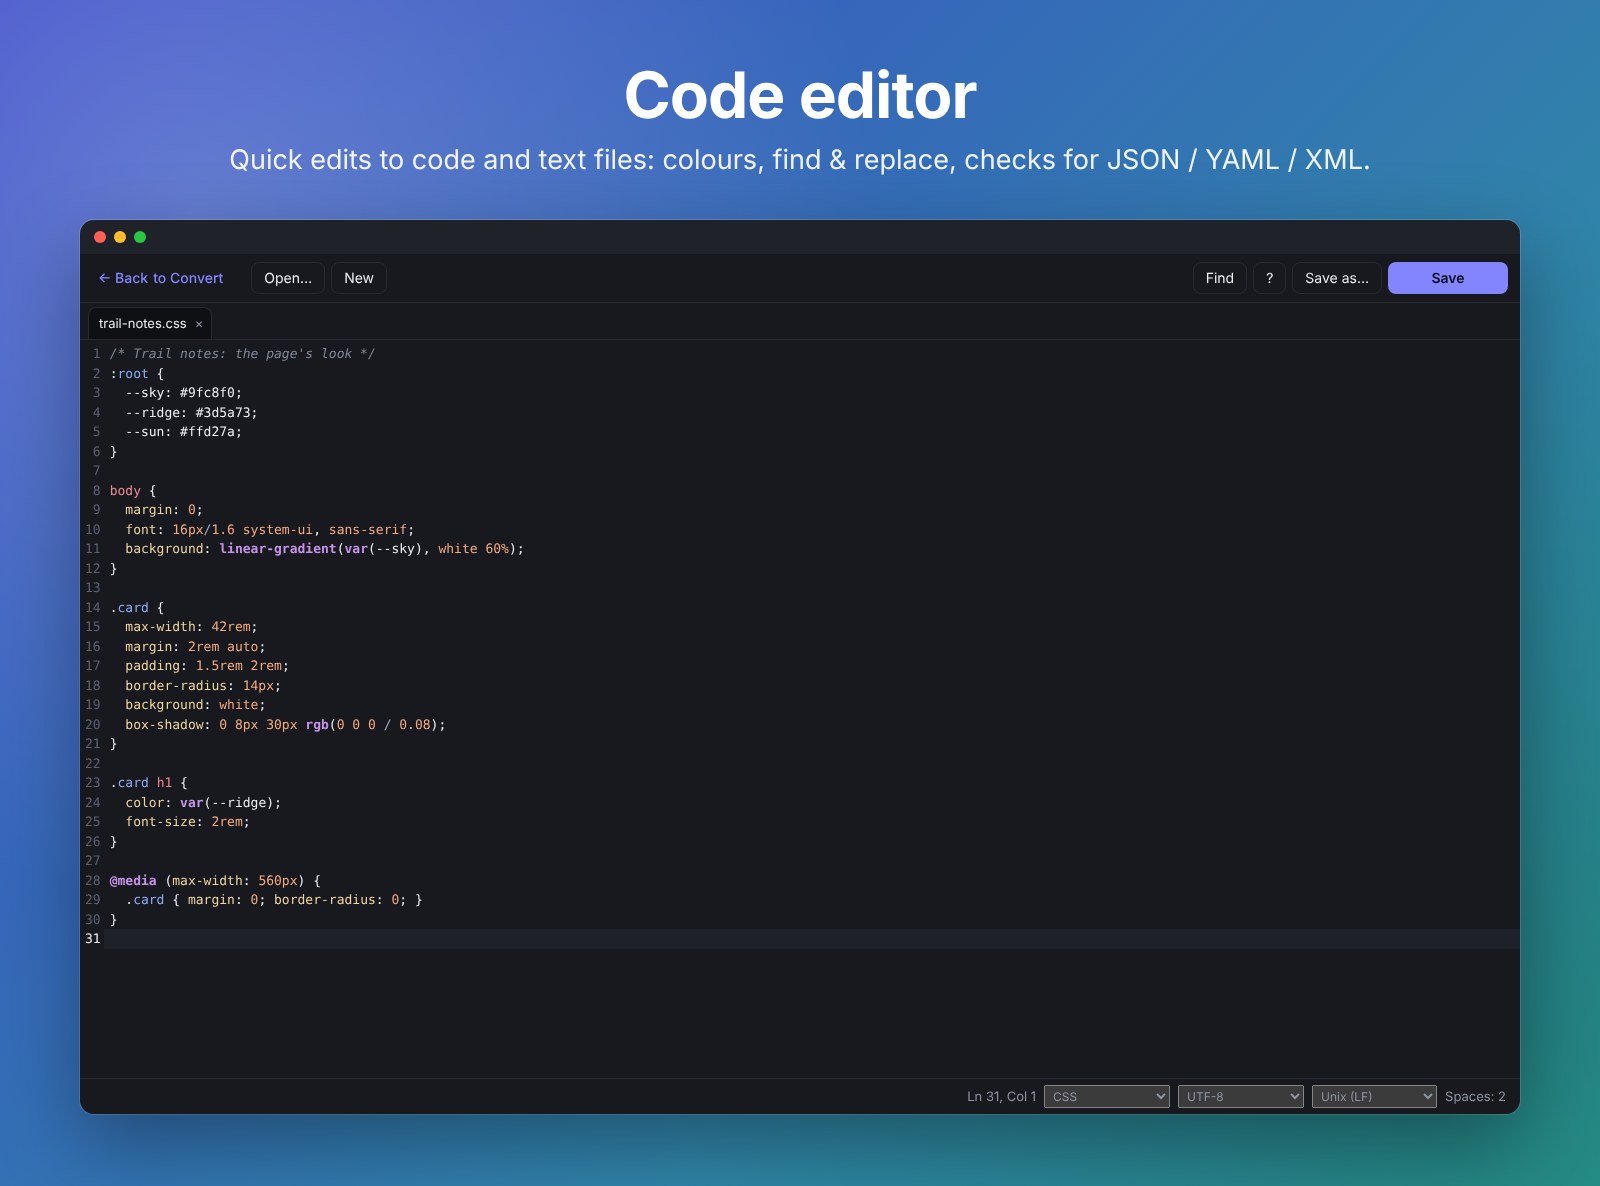 Code editor
Quick edits to code and text files: colours, find & replace, checks for JSON / YAML / XML.
← Back to Convert Open... New Find ? Save as... Save
trail-notes.css ×
1 /* Trail notes: the page's look */
2 :root {
3   --sky: #9fc8f0;
4   --ridge: #3d5a73;
5   --sun: #ffd27a;
6 }
7
8 body {
9   margin: 0;
10   font: 16px/1.6 system-ui, sans-serif;
11   background: linear-gradient(var(--sky), white 60%);
12 }
13
14 .card {
15   max-width: 42rem;
16   margin: 2rem auto;
17   padding: 1.5rem 2rem;
18   border-radius: 14px;
19   background: white;
20   box-shadow: 0 8px 30px rgb(0 0 0 / 0.08);
21 }
22
23 .card h1 {
24   color: var(--ridge);
25   font-size: 2rem;
26 }
27
28 @media (max-width: 560px) {
29   .card { margin: 0; border-radius: 0; }
30 }
31
Ln 31, Col 1 CSS UTF-8 Unix (LF) Spaces: 2